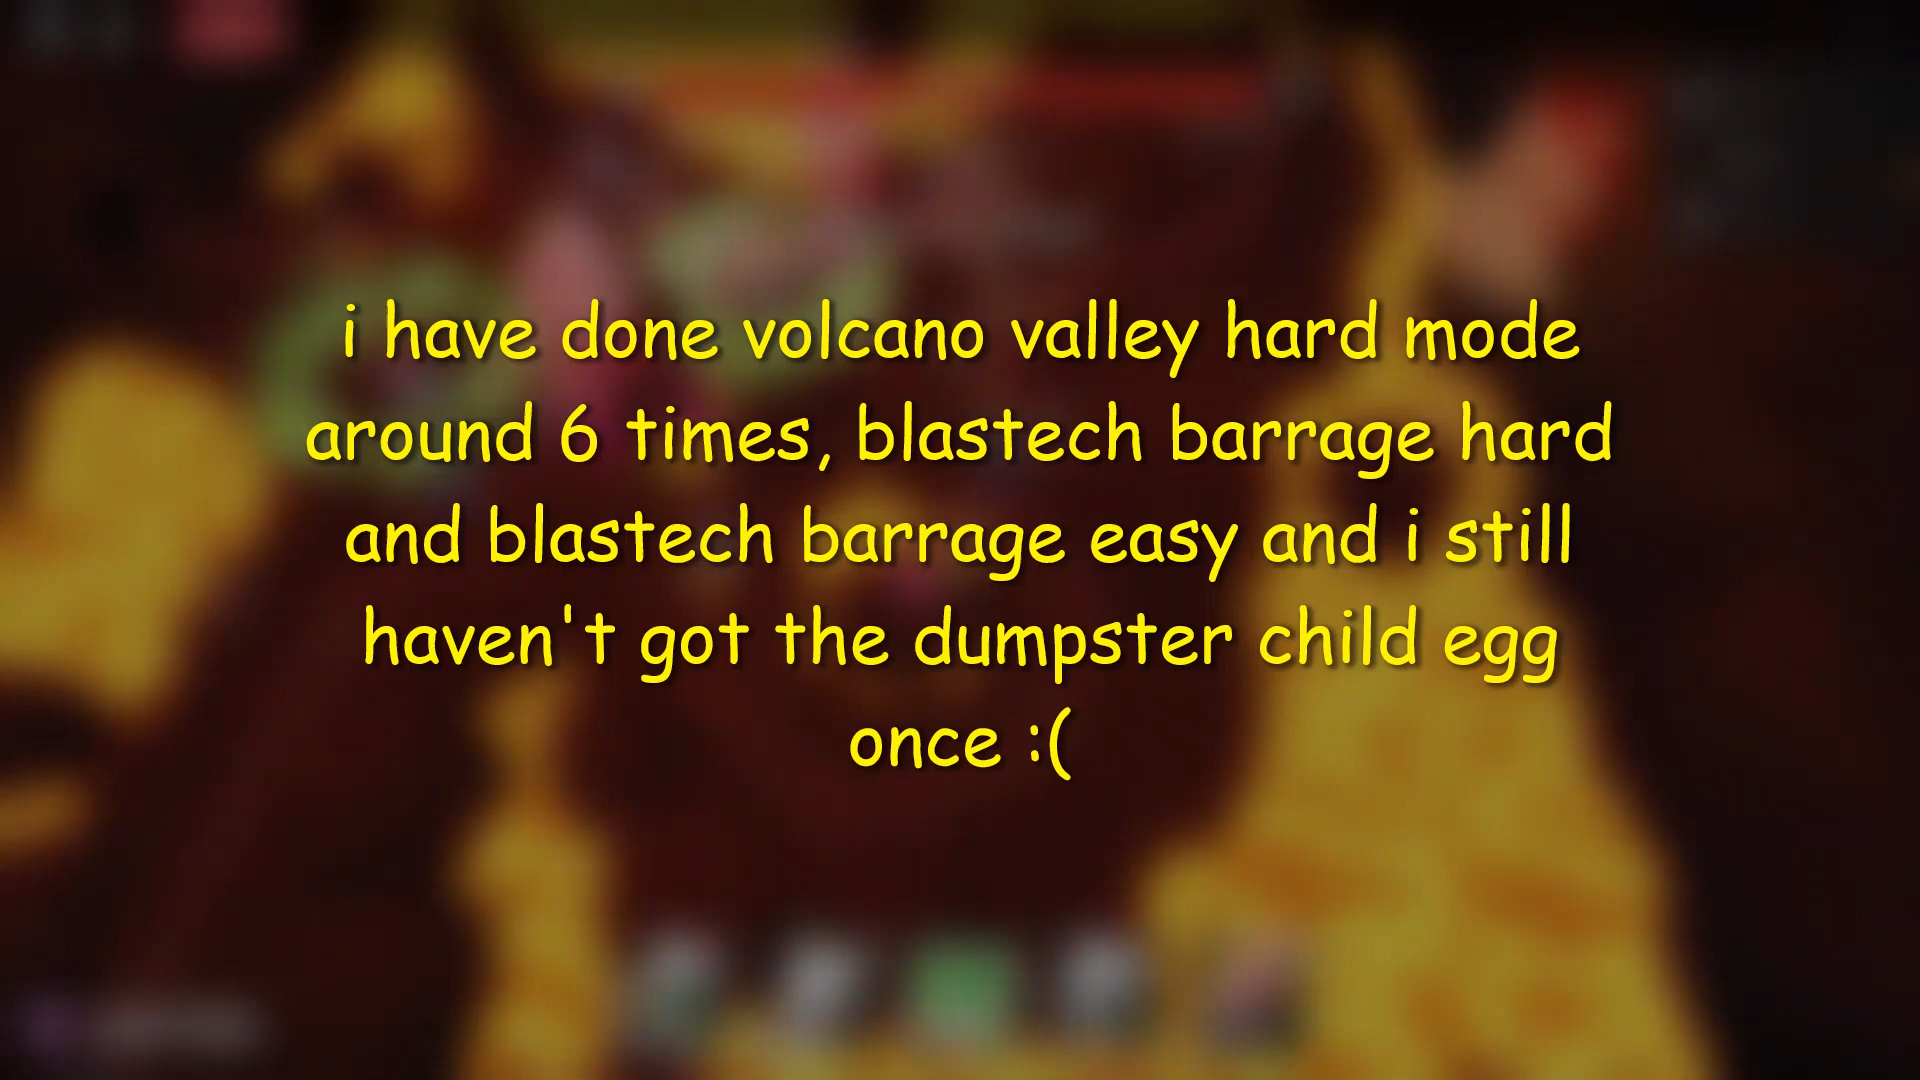 i have done volcano valley hard mode
around 6 times, blastech barrage hard
and blastech barrage easy and i still
haven't got the dumpster child egg
once :(